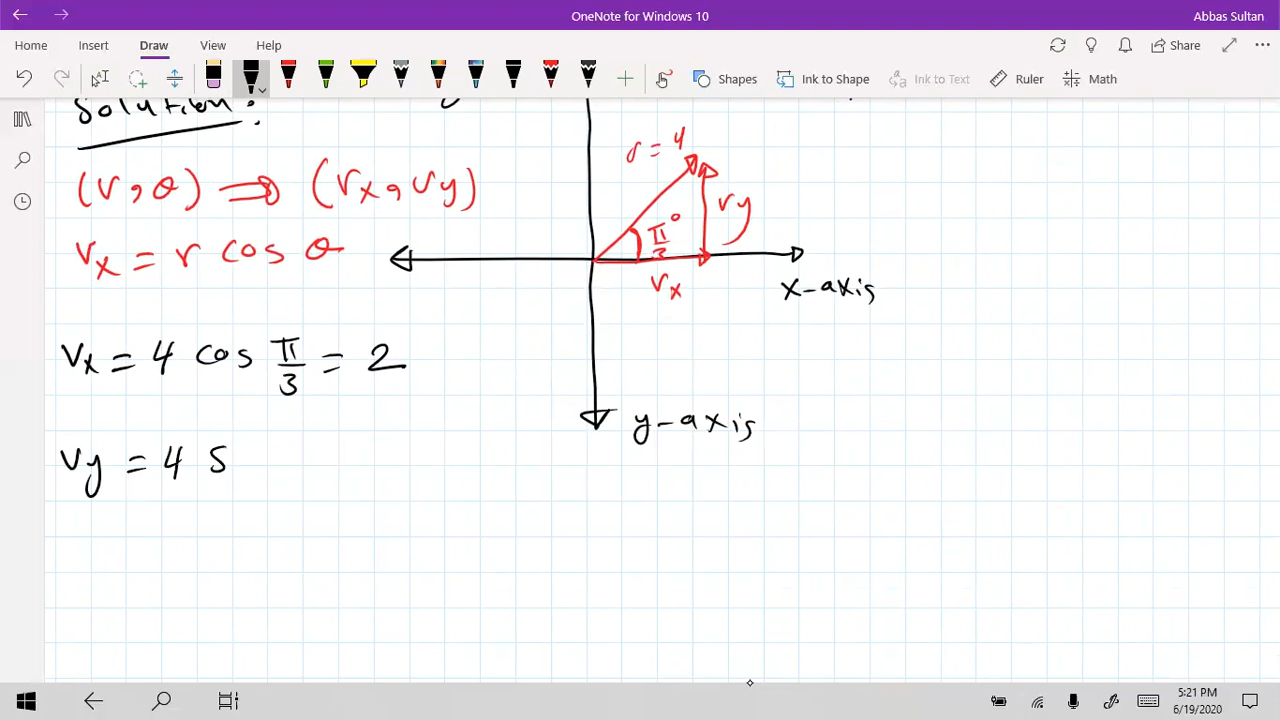 OneNote for Windows 10
Abbas Sultan
Home Insert Draw View Help
Share
Shapes Ink to Shape Ink to Text Ruler Math
Solution:
(r, θ) ⇒ (rx, ry)
rx = r cos θ
r = 4
π/3°
ry
rx
x-axis
rx = 4 cos π/3 = 2
y-axis
ry = 4 S
5:21 PM
6/19/2020